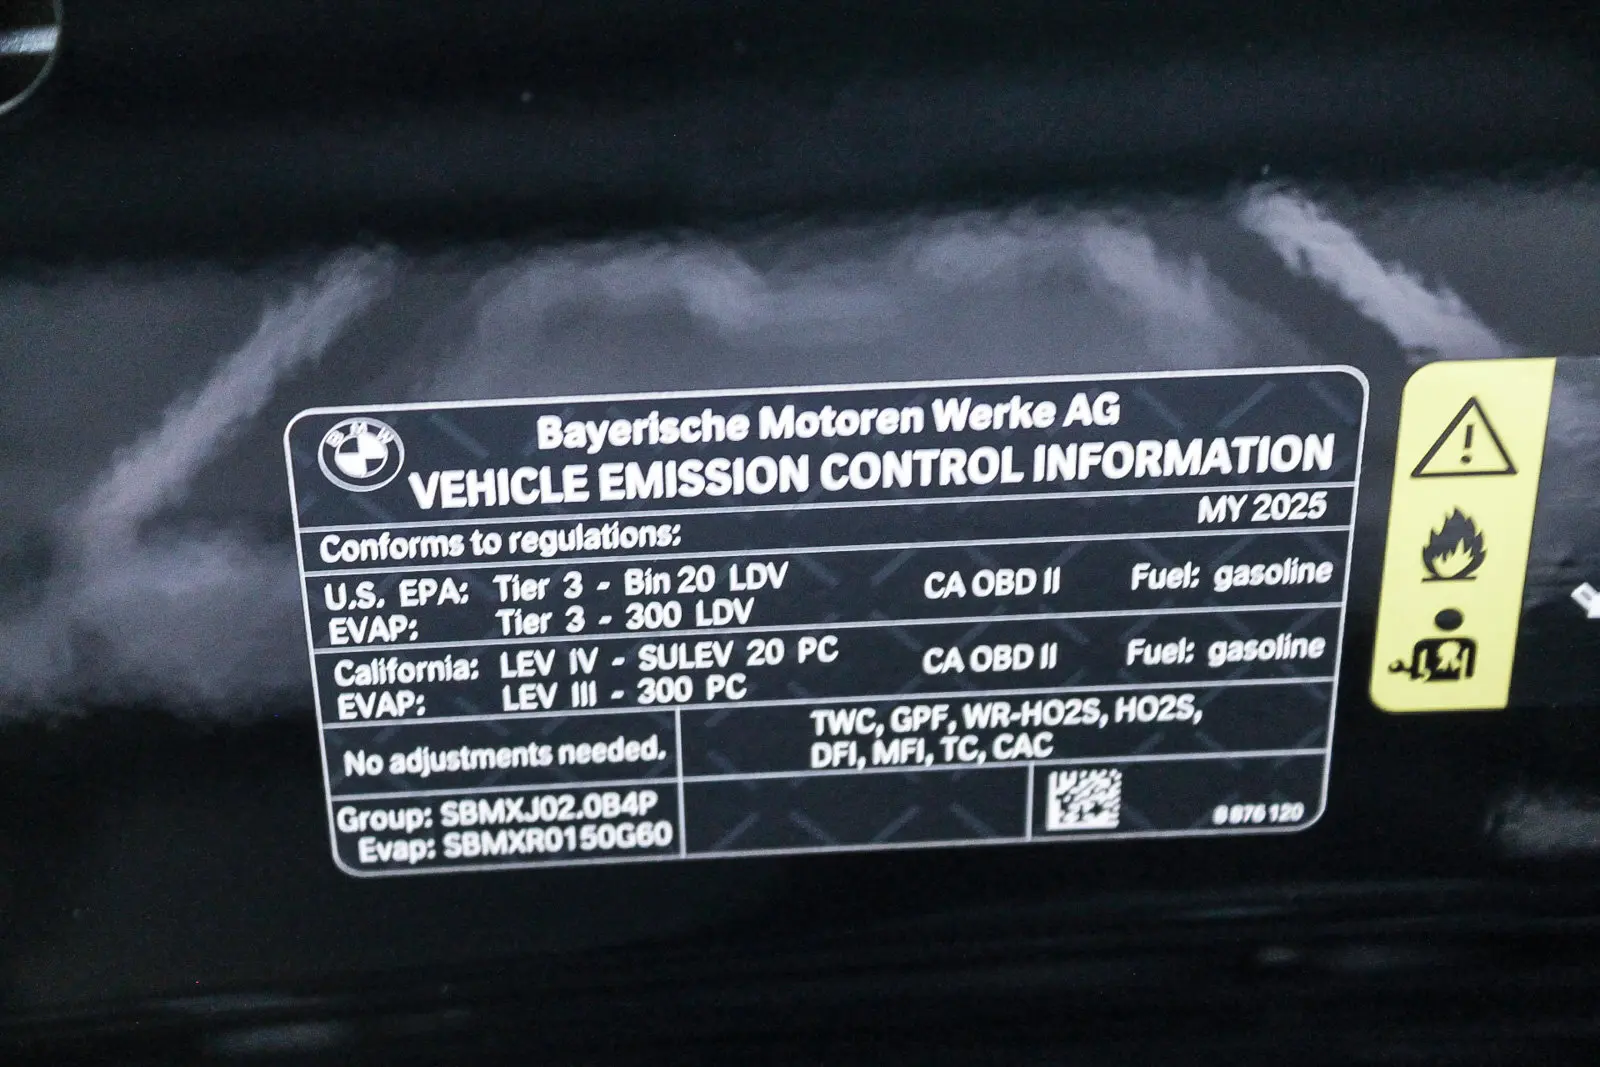 BMW
Bayerische Motoren Werke AG
VEHICLE EMISSION CONTROL INFORMATION
MY 2025
Conforms to regulations:
U.S. EPA: Tier 3 - Bin 20 LDV CA OBD II Fuel: gasoline
EVAP: Tier 3 - 300 LDV
California: LEV IV - SULEV 20 PC CA OBD II Fuel: gasoline
EVAP: LEV III - 300 PC
No adjustments needed.
TWC, GPF, WR-HO2S, HO2S,
DFI, MFI, TC, CAC
Group: SBMXJ02.0B4P
Evap: SBMXR0150G60